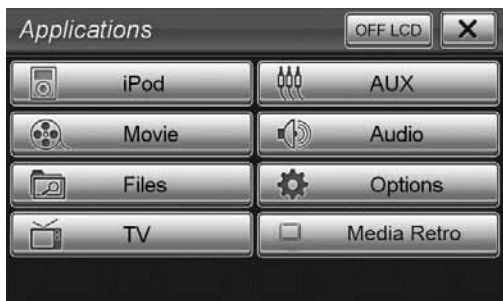 Applications OFF LCD X
iPod AUX
Movie Audio
Files Options
TV Media Retro